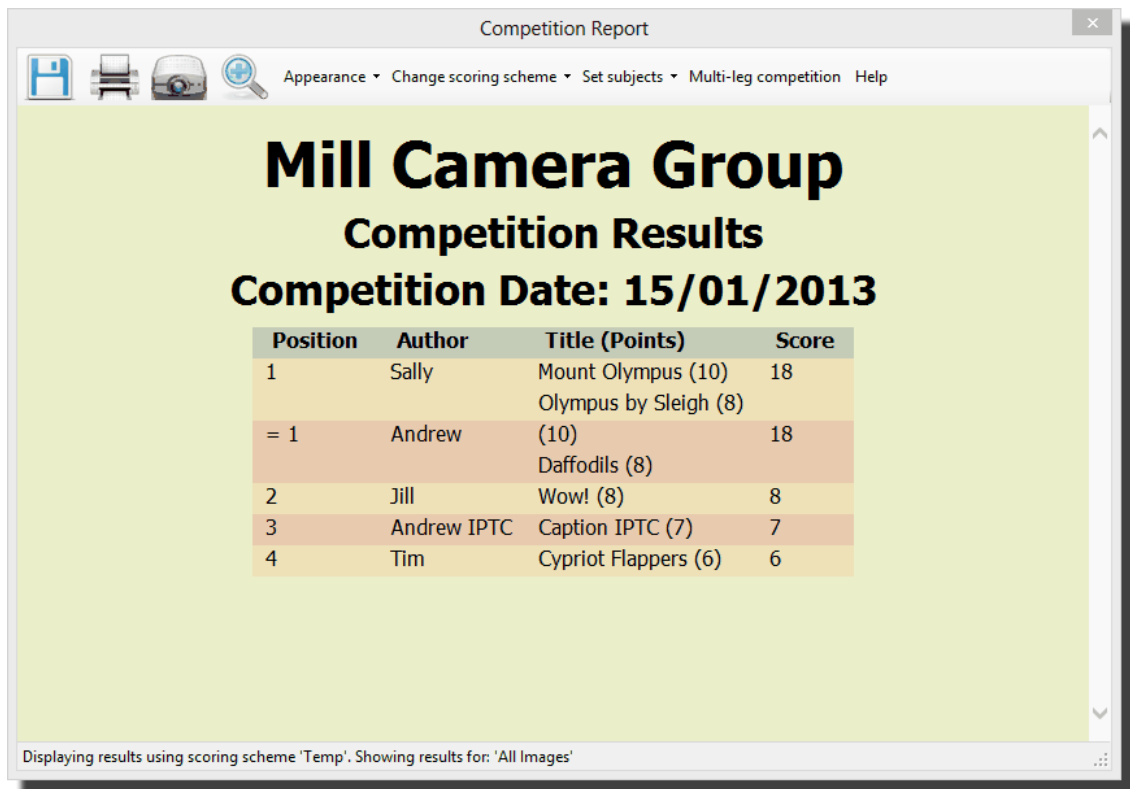 Competition Report
Appearance Change scoring scheme Set subjects Multi-leg competition Help
Mill Camera Group
Competition Results
Competition Date: 15/01/2013
Position Author Title (Points) Score
1 Sally Mount Olympus (10) 18
Olympus by Sleigh (8)
= 1 Andrew (10) 18
Daffodils (8)
2 Jill Wow! (8) 8
3 Andrew IPTC Caption IPTC (7) 7
4 Tim Cypriot Flappers (6) 6
Displaying results using scoring scheme 'Temp'. Showing results for: 'All Images'